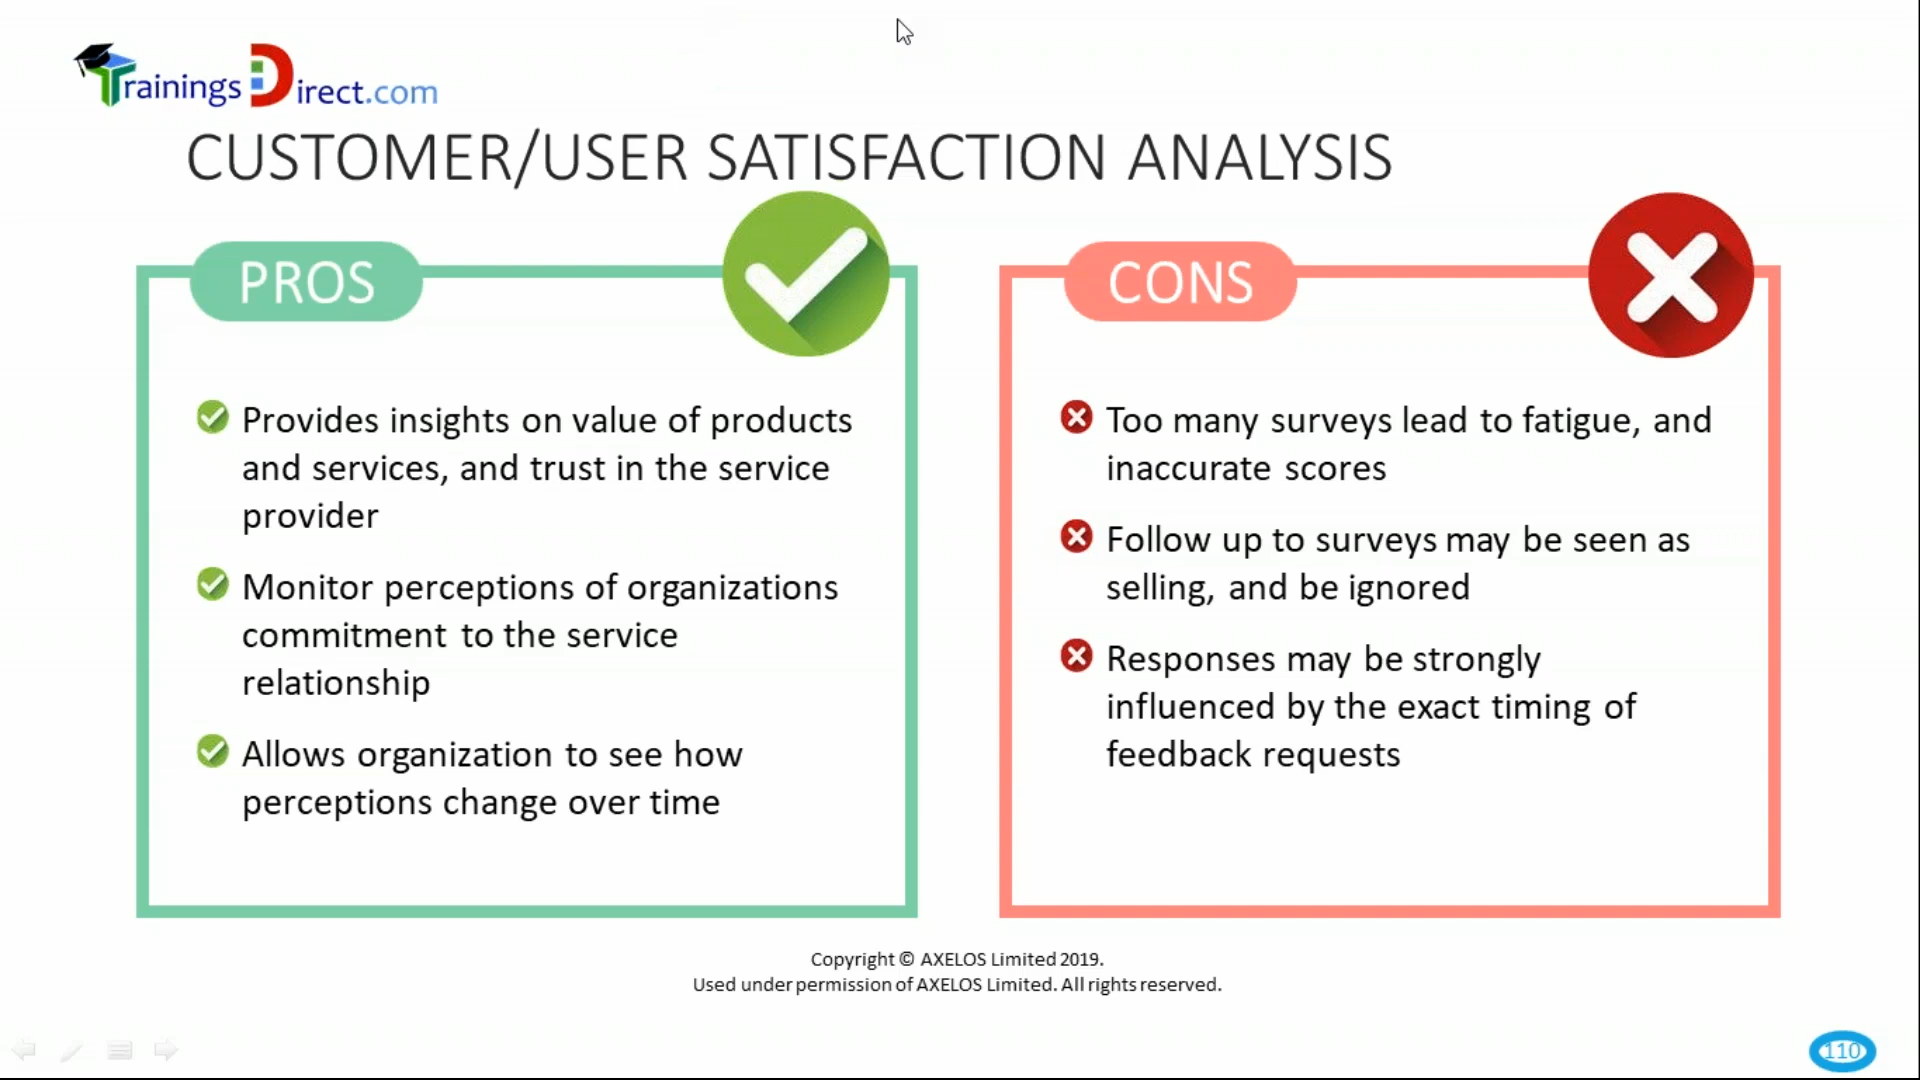 TrainingsDirect.com
CUSTOMER/USER SATISFACTION ANALYSIS
PROS
Provides insights on value of products
and services, and trust in the service
provider
Monitor perceptions of organizations
commitment to the service
relationship
Allows organization to see how
perceptions change over time
CONS
Too many surveys lead to fatigue, and
inaccurate scores
Follow up to surveys may be seen as
selling, and be ignored
Responses may be strongly
influenced by the exact timing of
feedback requests
Copyright © AXELOS Limited 2019.
Used under permission of AXELOS Limited. All rights reserved.
110